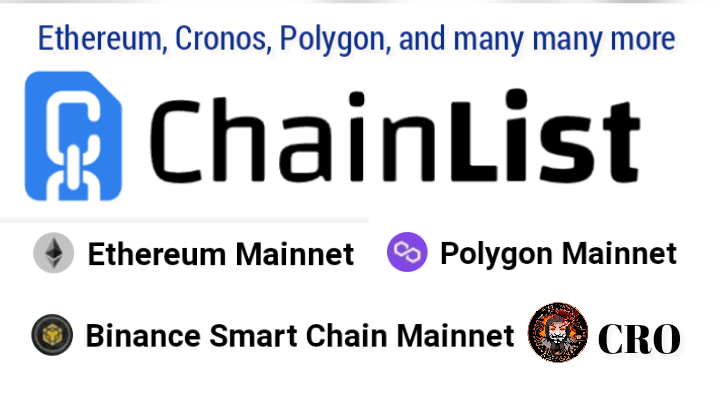 Ethereum, Cronos, Polygon, and many many more
ChainList
Ethereum Mainnet
Polygon Mainnet
Binance Smart Chain Mainnet
CRO